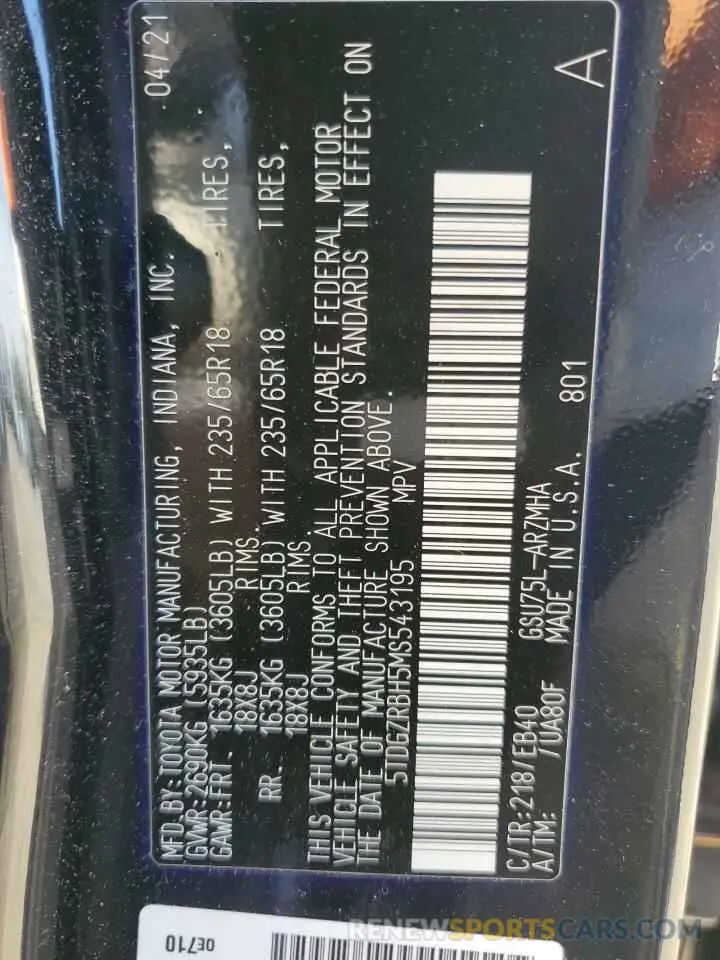 MFD BY: TOYOTA MOTOR MANUFACTURING, INDIANA, INC. 04/21
GVWR: 2690KG (5935LB)
GAWR: FRT. 1635KG (3605LB) WITH 235/65R18 TIRES,
18X8J RIMS.
RR. 1635KG (3605LB) WITH 235/65R18 TIRES,
18X8J RIMS.
THIS VEHICLE CONFORMS TO ALL APPLICABLE FEDERAL MOTOR
VEHICLE SAFETY AND THEFT PREVENTION STANDARDS IN EFFECT ON
THE DATE OF MANUFACTURE SHOWN ABOVE.
5TDGZRBH5MS543195 MPV
C/TR: 218/EB40 GSU75L-ARZMHA
A/TM: /UA80F MADE IN U.S.A. 801
A
0E710
RENEWSPORTSCARS.COM